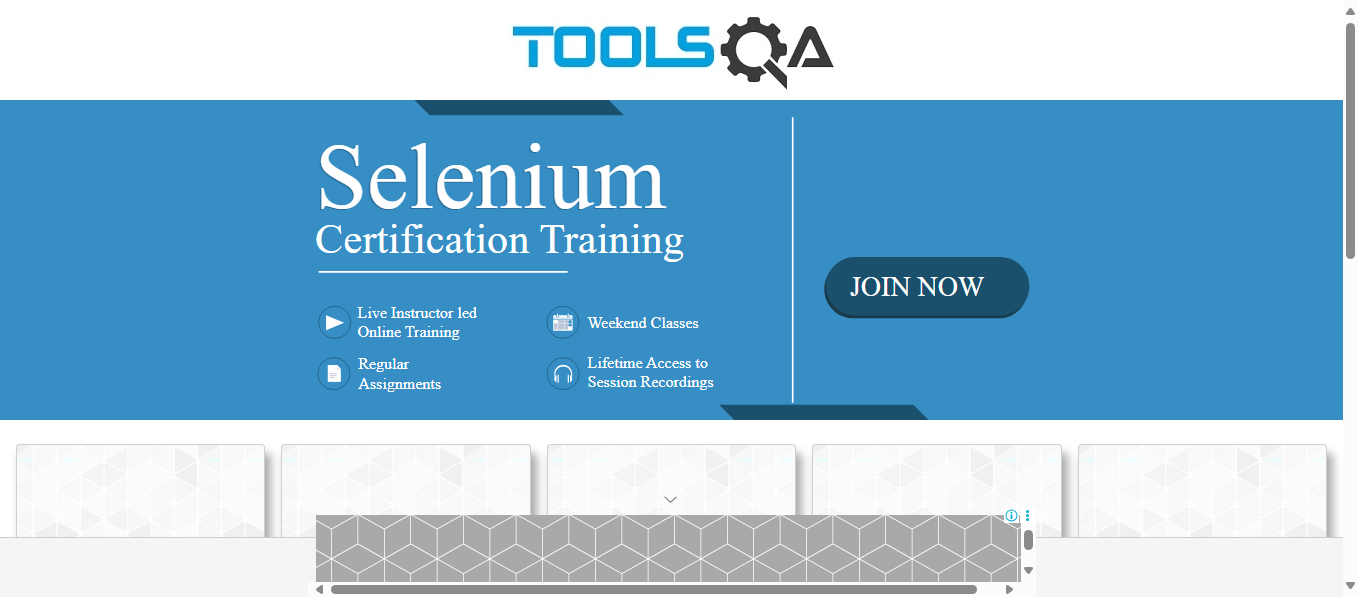 TOOLSQA
Selenium
Certification Training
Live Instructor led
Online Training
Weekend Classes
Regular
Assignments
Lifetime Access to
Session Recordings
JOIN NOW